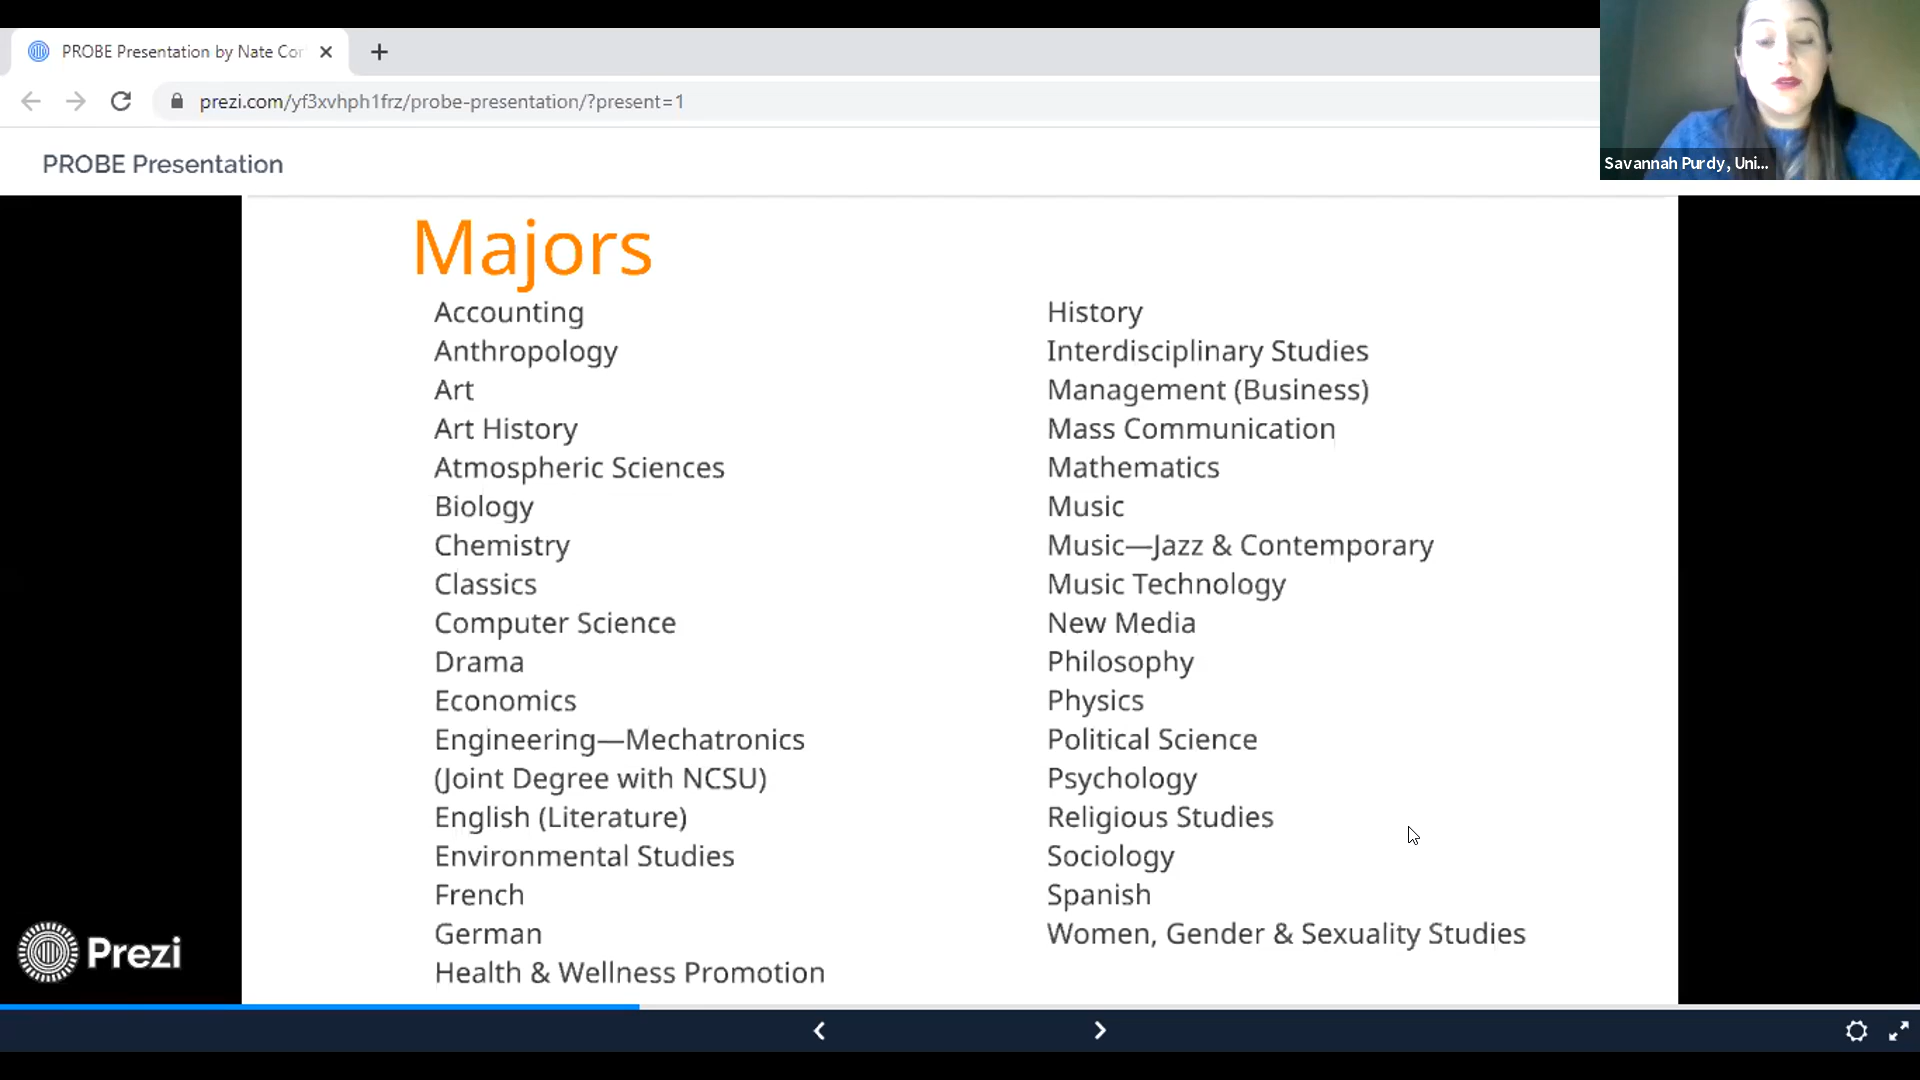 PROBE Presentation by Nate Cor
prezi.com/yf3xvhph1frz/probe-presentation/?present=1
Savannah Purdy, Uni...
PROBE Presentation
Majors
Accounting
Anthropology
Art
Art History
Atmospheric Sciences
Biology
Chemistry
Classics
Computer Science
Drama
Economics
Engineering—Mechatronics
(Joint Degree with NCSU)
English (Literature)
Environmental Studies
French
German
Health & Wellness Promotion
History
Interdisciplinary Studies
Management (Business)
Mass Communication
Mathematics
Music
Music—Jazz & Contemporary
Music Technology
New Media
Philosophy
Physics
Political Science
Psychology
Religious Studies
Sociology
Spanish
Women, Gender & Sexuality Studies
Prezi